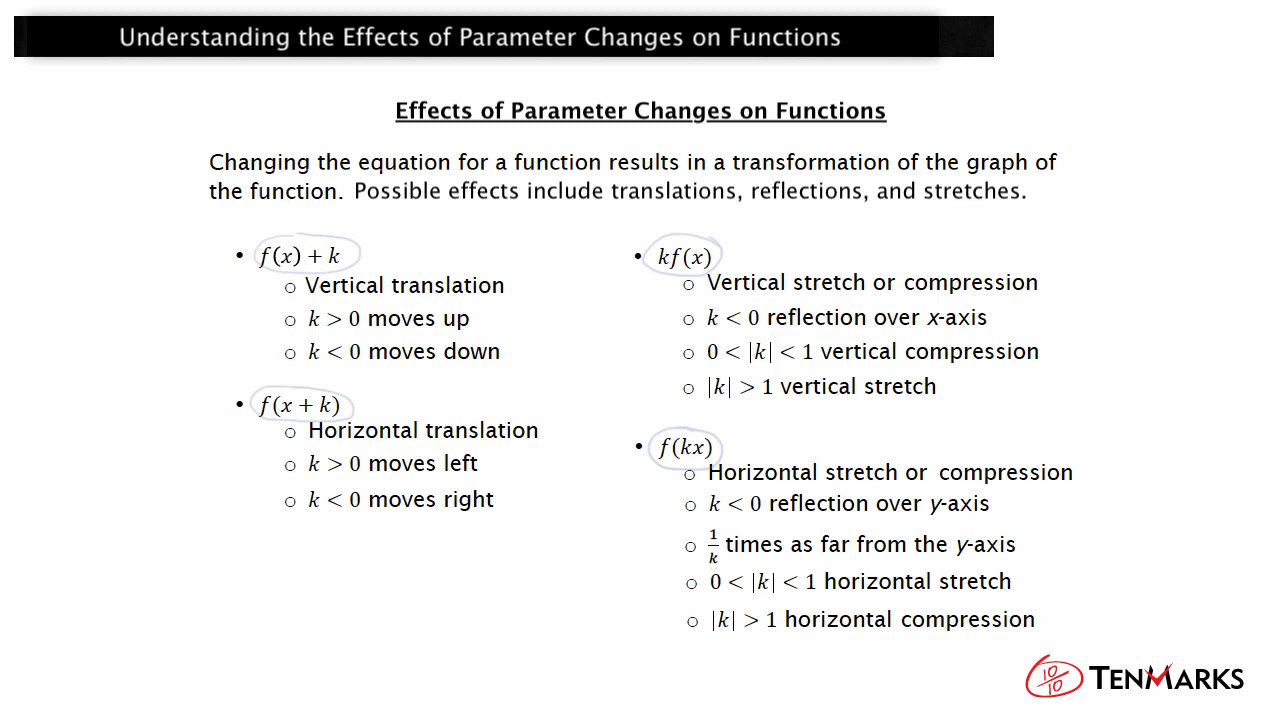 Understanding the Effects of Parameter Changes on Functions
Effects of Parameter Changes on Functions
Changing the equation for a function results in a transformation of the graph of
the function. Possible effects include translations, reflections, and stretches.
• f(x) + k
○ Vertical translation
○ k > 0 moves up
○ k < 0 moves down
• f(x + k)
○ Horizontal translation
○ k > 0 moves left
○ k < 0 moves right
• kf(x)
○ Vertical stretch or compression
○ k < 0 reflection over x-axis
○ 0 < |k| < 1 vertical compression
○ |k| > 1 vertical stretch
• f(kx)
○ Horizontal stretch or compression
○ k < 0 reflection over y-axis
○ 1/k times as far from the y-axis
○ 0 < |k| < 1 horizontal stretch
○ |k| > 1 horizontal compression
10/10 TENMARKS